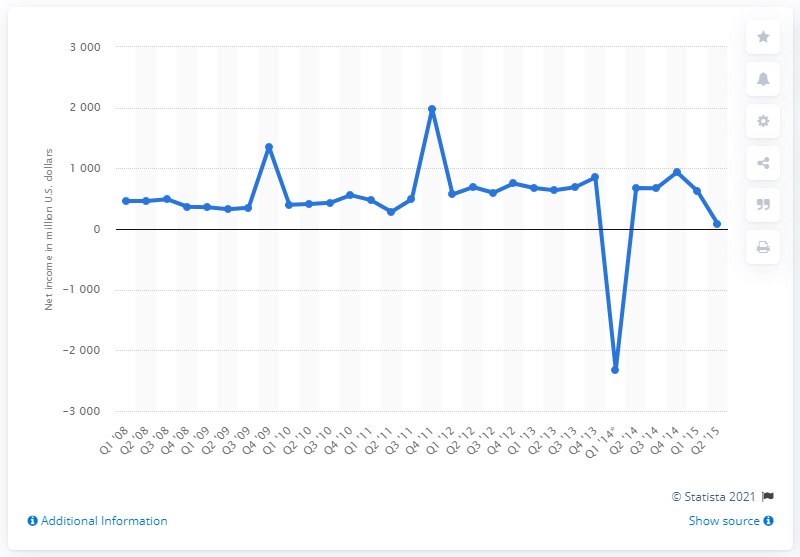 3 000
2 000
1 000
0
−1 000
−2 000
−3 000
Net income in million U.S. dollars
Q1 '08
Q2 '08
Q3 '08
Q4 '08
Q1 '09
Q2 '09
Q3 '09
Q4 '09
Q1 '10
Q2 '10
Q3 '10
Q4 '10
Q1 '11
Q2 '11
Q3 '11
Q4 '11
Q1 '12
Q2 '12
Q3 '12
Q4 '12
Q1 '13
Q2 '13
Q3 '13
Q4 '13
Q1 '14*
Q2 '14
Q3 '14
Q4 '14
Q1 '15
Q2 '15
© Statista 2021
Additional Information
Show source